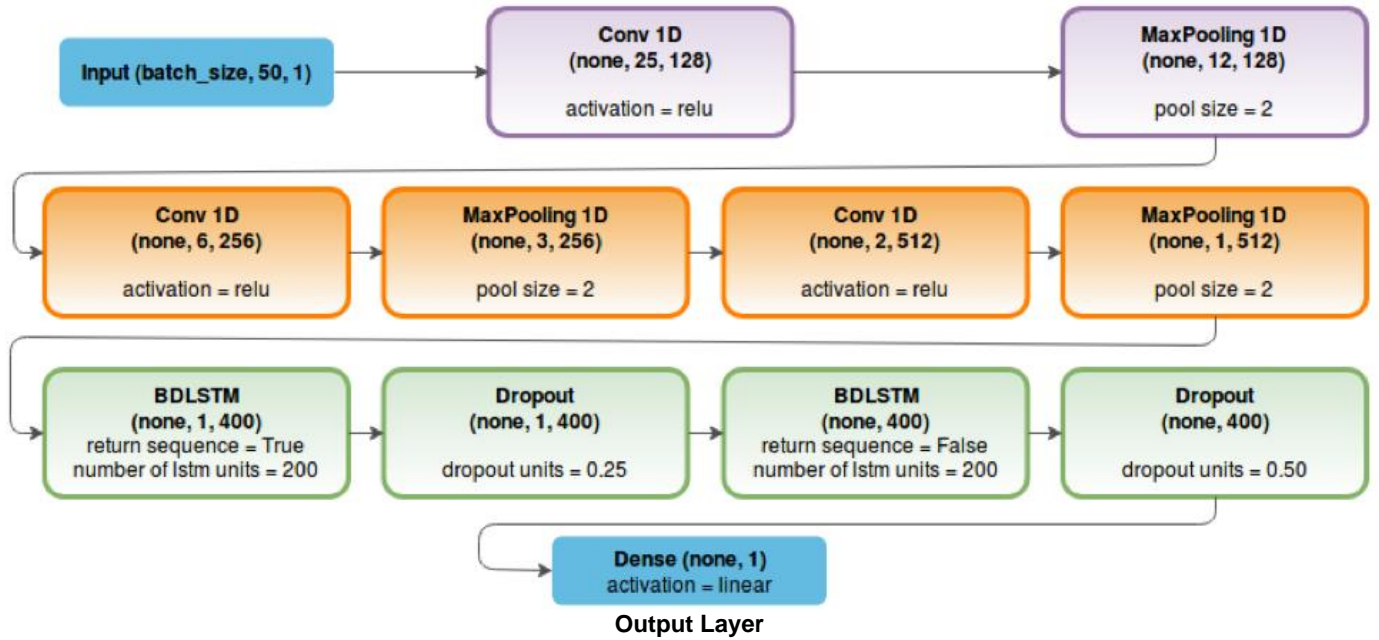 Input (batch_size, 50, 1)
Conv 1D
(none, 25, 128)
activation = relu
MaxPooling 1D
(none, 12, 128)
pool size = 2
Conv 1D
(none, 6, 256)
activation = relu
MaxPooling 1D
(none, 3, 256)
pool size = 2
Conv 1D
(none, 2, 512)
activation = relu
MaxPooling 1D
(none, 1, 512)
pool size = 2
BDLSTM
(none, 1, 400)
return sequence = True
number of lstm units = 200
Dropout
(none, 1, 400)
dropout units = 0.25
BDLSTM
(none, 400)
return sequence = False
number of lstm units = 200
Dropout
(none, 400)
dropout units = 0.50
Dense (none, 1)
activation = linear
Output Layer